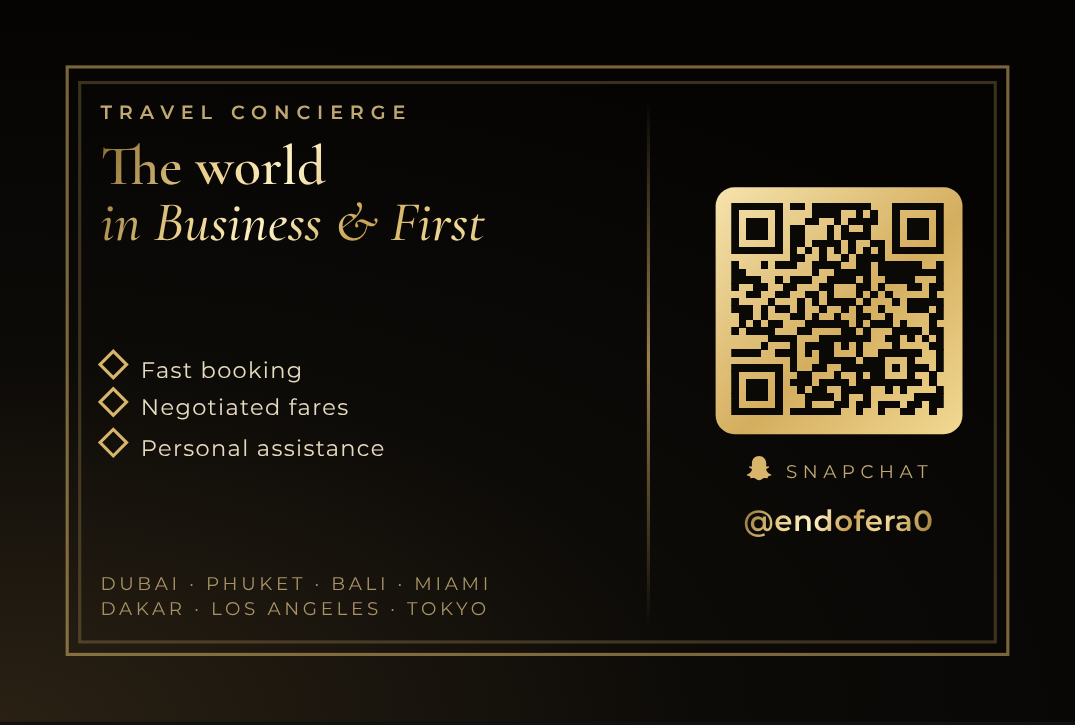 TRAVEL CONCIERGE
The world
in Business & First
Fast booking
Negotiated fares
Personal assistance
DUBAI · PHUKET · BALI · MIAMI
DAKAR · LOS ANGELES · TOKYO
SNAPCHAT
@endofera0